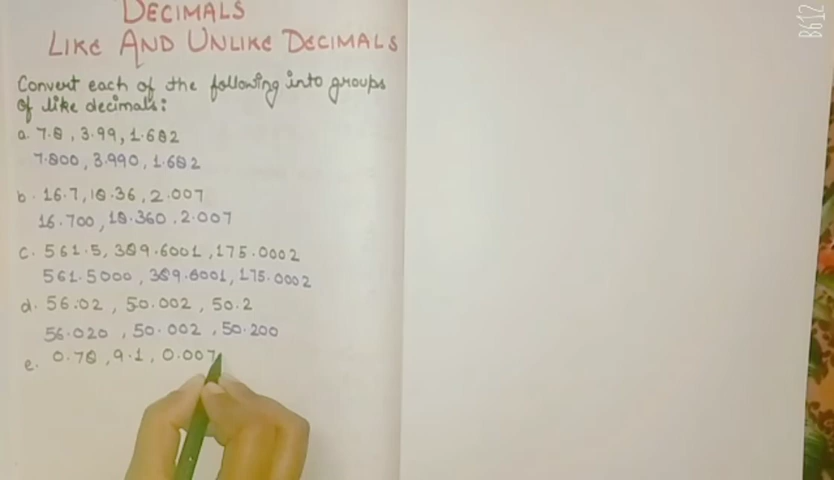 DECIMALS
LIKE AND UNLIKE DECIMALS
Convert each of the following into groups
of like decimals:
a. 7.8, 3.99, 1.682
7.800, 3.990, 1.682
b. 16.7, 18.36, 2.007
16.700, 18.360, 2.007
c. 561.5, 389.6001, 175.0002
561.5000, 389.6001, 175.0002
d. 56.02, 50.002, 50.2
56.020, 50.002, 50.200
e. 0.78, 9.1, 0.007
B612